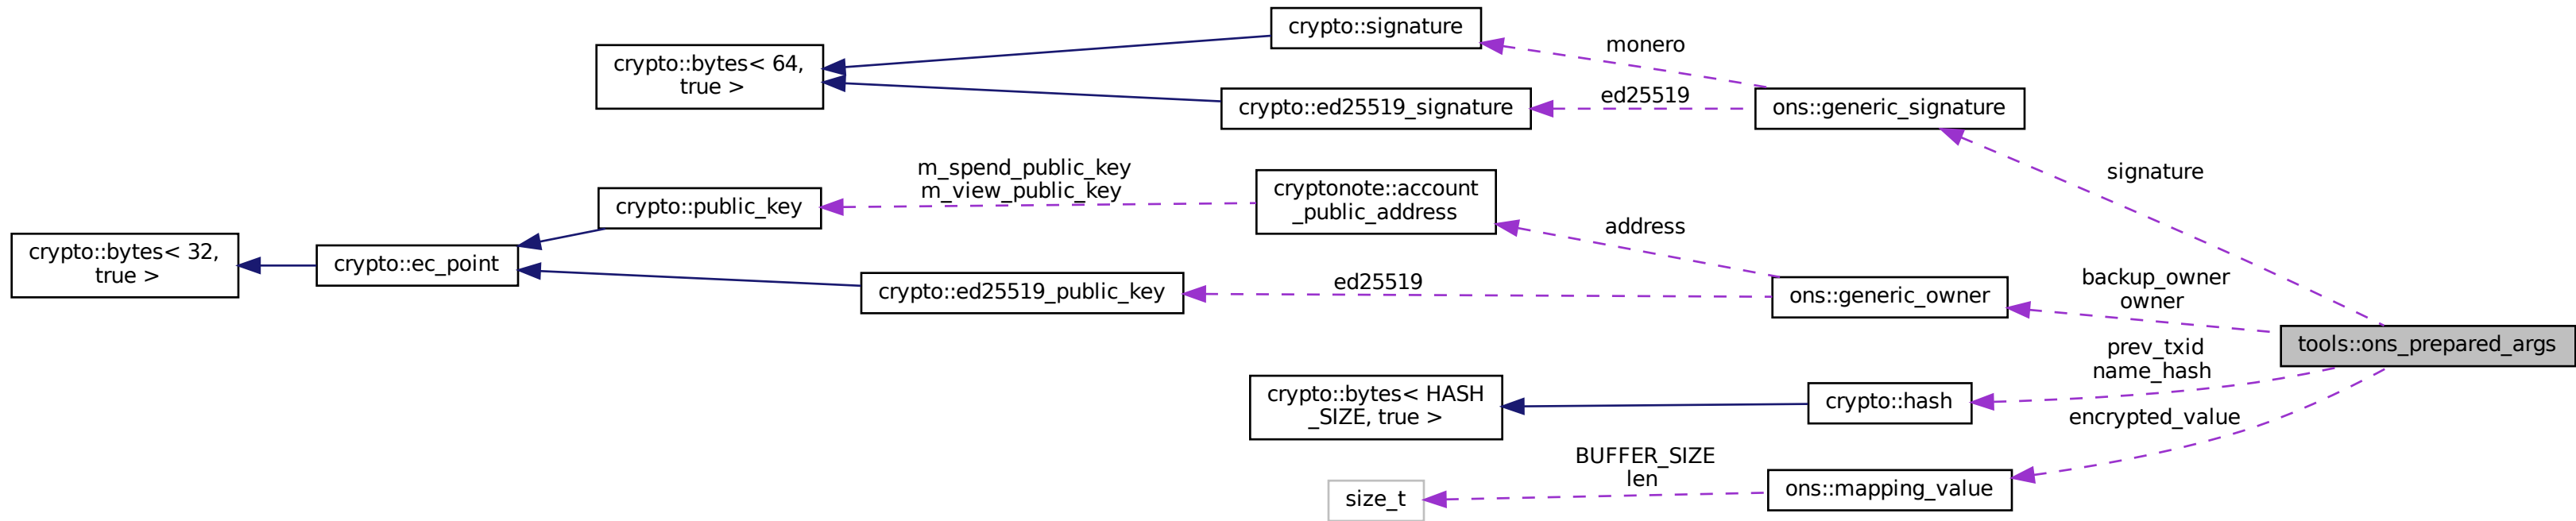 crypto::signature
monero
crypto::bytes< 64,
true >
ed25519
crypto::ed25519_signature
ons::generic_signature
signature
m_spend_public_key
m_view_public_key
cryptonote::account
_public_address
crypto::public_key
address
crypto::bytes< 32,
true >
crypto::ec_point
crypto::ed25519_public_key
ed25519
ons::generic_owner
backup_owner
owner
tools::ons_prepared_args
prev_txid
name_hash
crypto::bytes< HASH
_SIZE, true >
crypto::hash
encrypted_value
BUFFER_SIZE
len
size_t
ons::mapping_value